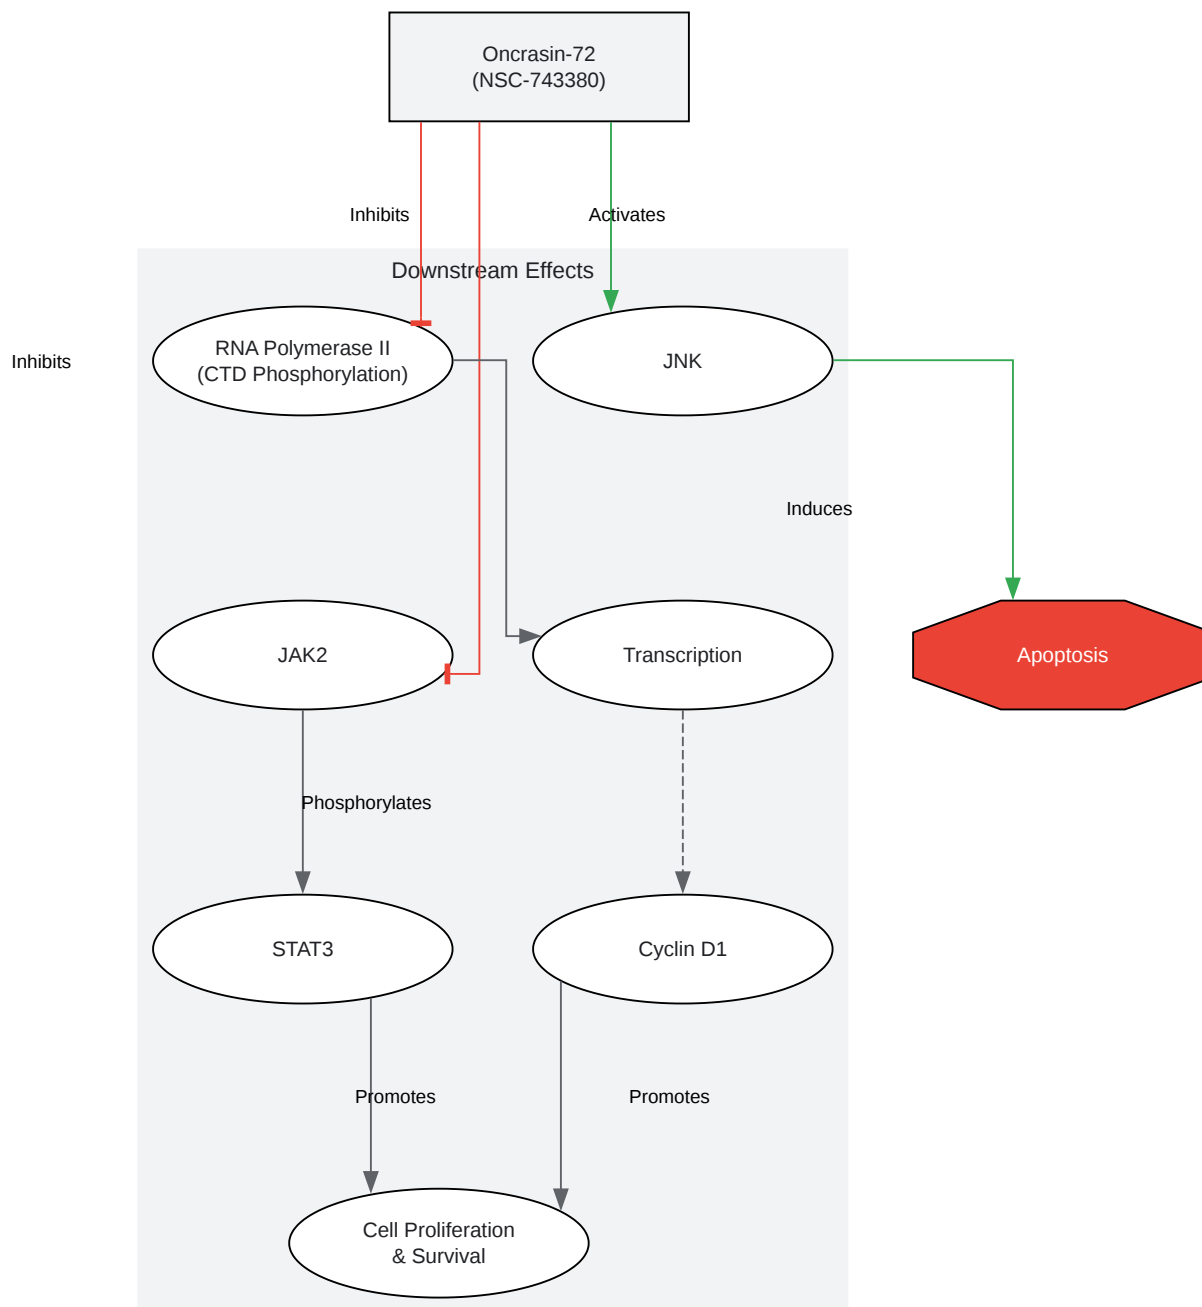 Oncrasin-72
(NSC-743380)
Inhibits
Activates
Downstream Effects
RNA Polymerase II
(CTD Phosphorylation)
JNK
Inhibits
Induces
JAK2
Transcription
Apoptosis
Phosphorylates
STAT3
Cyclin D1
Promotes
Promotes
Cell Proliferation
& Survival